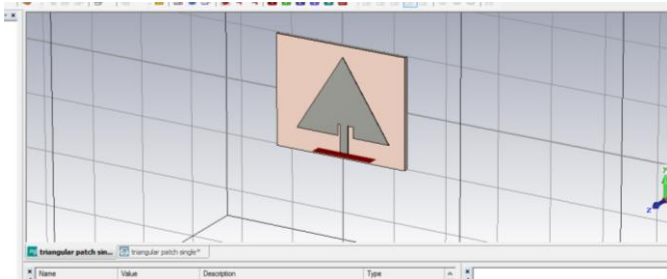 triangular patch sin...
triangular patch single*
Name
Value
Description
Type
z